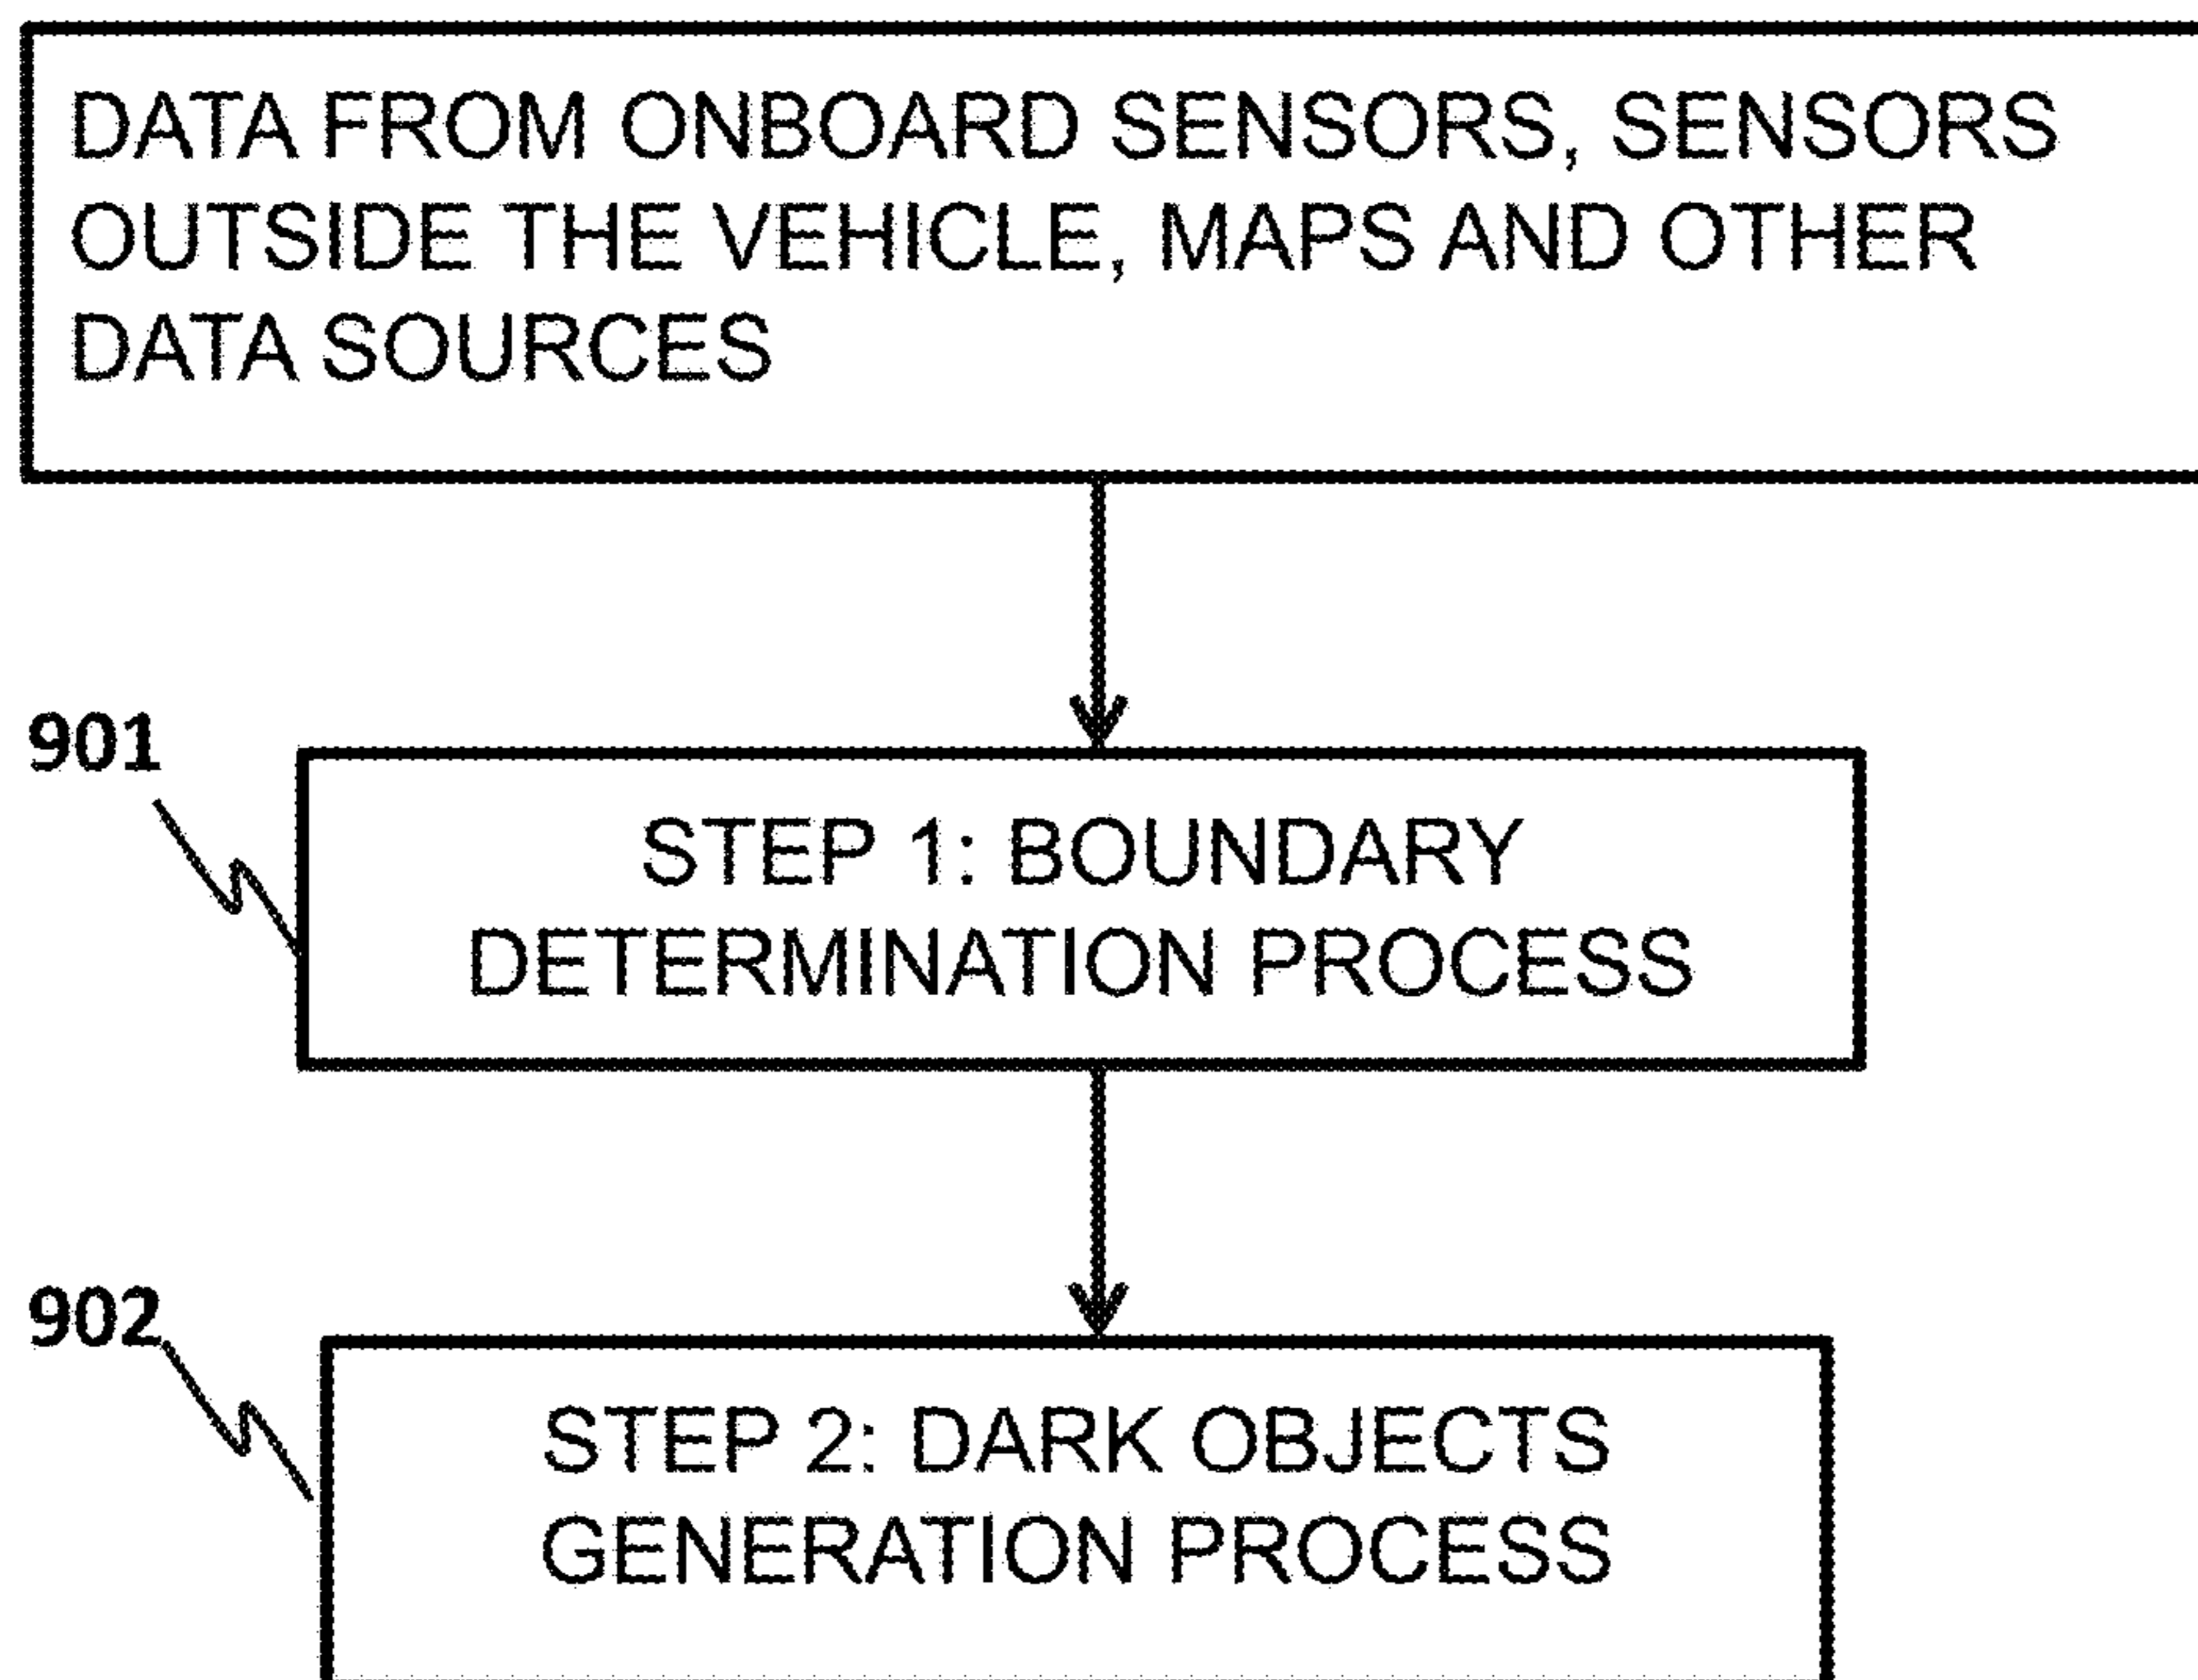 DATA FROM ONBOARD SENSORS, SENSORS
OUTSIDE THE VEHICLE, MAPS AND OTHER
DATA SOURCES
901
STEP 1: BOUNDARY
DETERMINATION PROCESS
902
STEP 2: DARK OBJECTS
GENERATION PROCESS